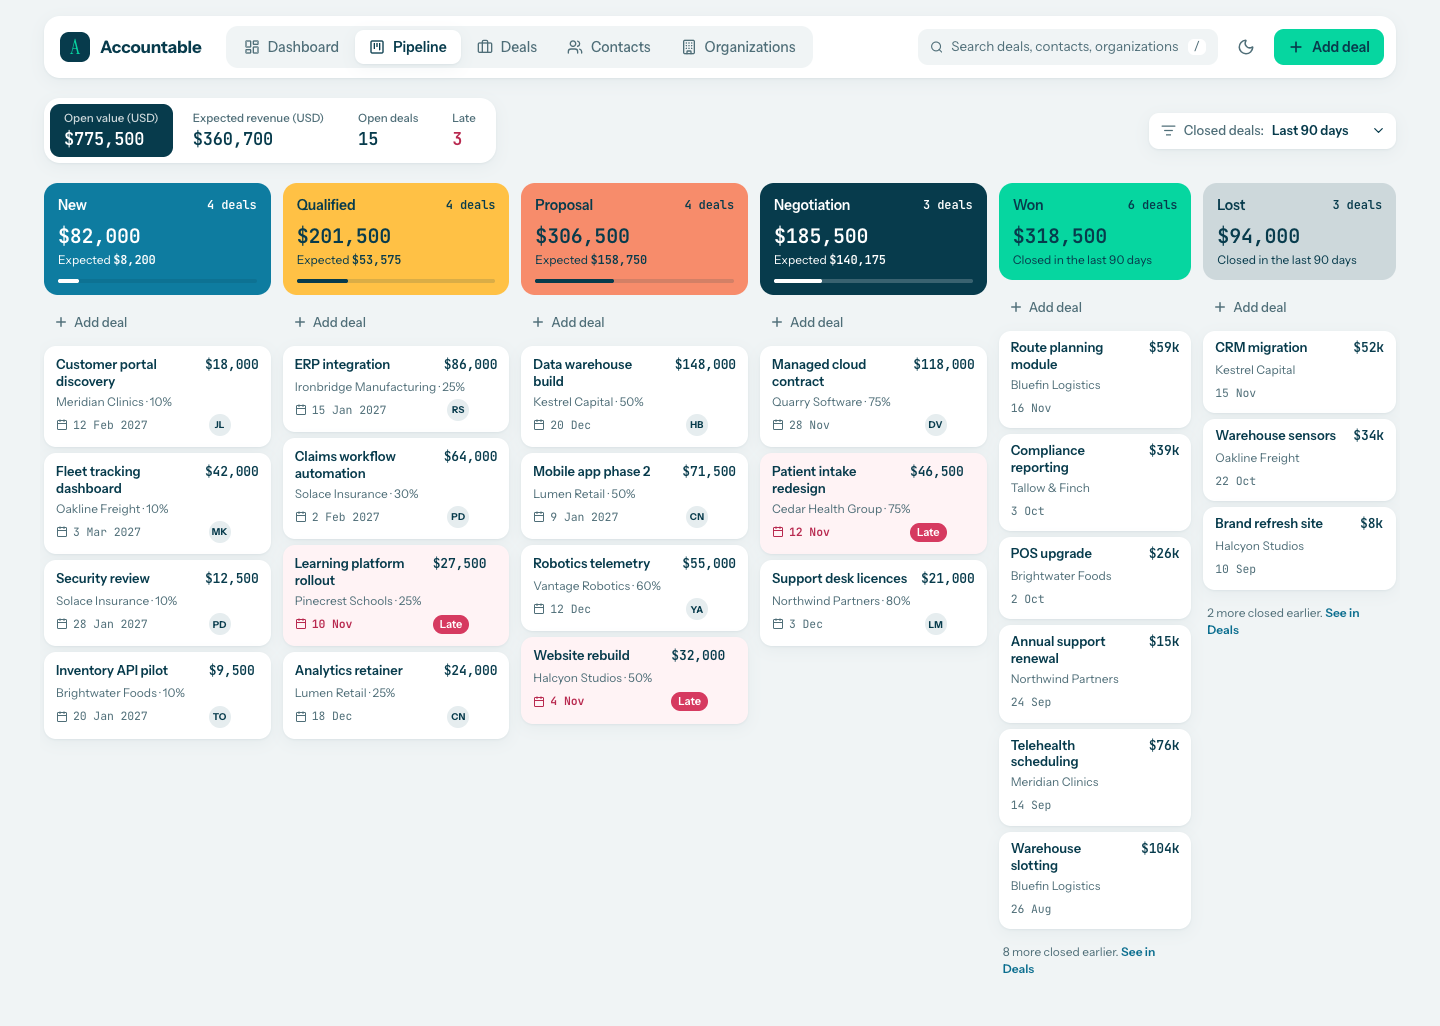 Accountable
Dashboard
Pipeline
Deals
Contacts
Organizations
Search deals, contacts, organizations /
Add deal
Open value (USD)
$775,500
Expected revenue (USD)
$360,700
Open deals
15
Late
3
Closed deals: Last 90 days
New 4 deals
$82,000
Expected $8,200
Add deal
Customer portal $18,000
discovery
Meridian Clinics · 10%
12 Feb 2027 JL
Fleet tracking $42,000
dashboard
Oakline Freight · 10%
3 Mar 2027 MK
Security review $12,500
Solace Insurance · 10%
28 Jan 2027 PD
Inventory API pilot $9,500
Brightwater Foods · 10%
20 Jan 2027 TO
Qualified 4 deals
$201,500
Expected $53,575
Add deal
ERP integration $86,000
Ironbridge Manufacturing · 25%
15 Jan 2027 RS
Claims workflow $64,000
automation
Solace Insurance · 30%
2 Feb 2027 PD
Learning platform $27,500
rollout
Pinecrest Schools · 25%
10 Nov Late
Analytics retainer $24,000
Lumen Retail · 25%
18 Dec CN
Proposal 4 deals
$306,500
Expected $158,750
Add deal
Data warehouse $148,000
build
Kestrel Capital · 50%
20 Dec HB
Mobile app phase 2 $71,500
Lumen Retail · 50%
9 Jan 2027 CN
Robotics telemetry $55,000
Vantage Robotics · 60%
12 Dec YA
Website rebuild $32,000
Halcyon Studios · 50%
4 Nov Late
Negotiation 3 deals
$185,500
Expected $140,175
Add deal
Managed cloud $118,000
contract
Quarry Software · 75%
28 Nov DV
Patient intake $46,500
redesign
Cedar Health Group · 75%
12 Nov Late
Support desk licences $21,000
Northwind Partners · 80%
3 Dec LM
Won 6 deals
$318,500
Closed in the last 90 days
Add deal
Route planning $59k
module
Bluefin Logistics
16 Nov
Compliance $39k
reporting
Tallow & Finch
3 Oct
POS upgrade $26k
Brightwater Foods
2 Oct
Annual support $15k
renewal
Northwind Partners
24 Sep
Telehealth $76k
scheduling
Meridian Clinics
14 Sep
Warehouse $104k
slotting
Bluefin Logistics
26 Aug
8 more closed earlier. See in
Deals
Lost 3 deals
$94,000
Closed in the last 90 days
Add deal
CRM migration $52k
Kestrel Capital
15 Nov
Warehouse sensors $34k
Oakline Freight
22 Oct
Brand refresh site $8k
Halcyon Studios
10 Sep
2 more closed earlier. See in
Deals